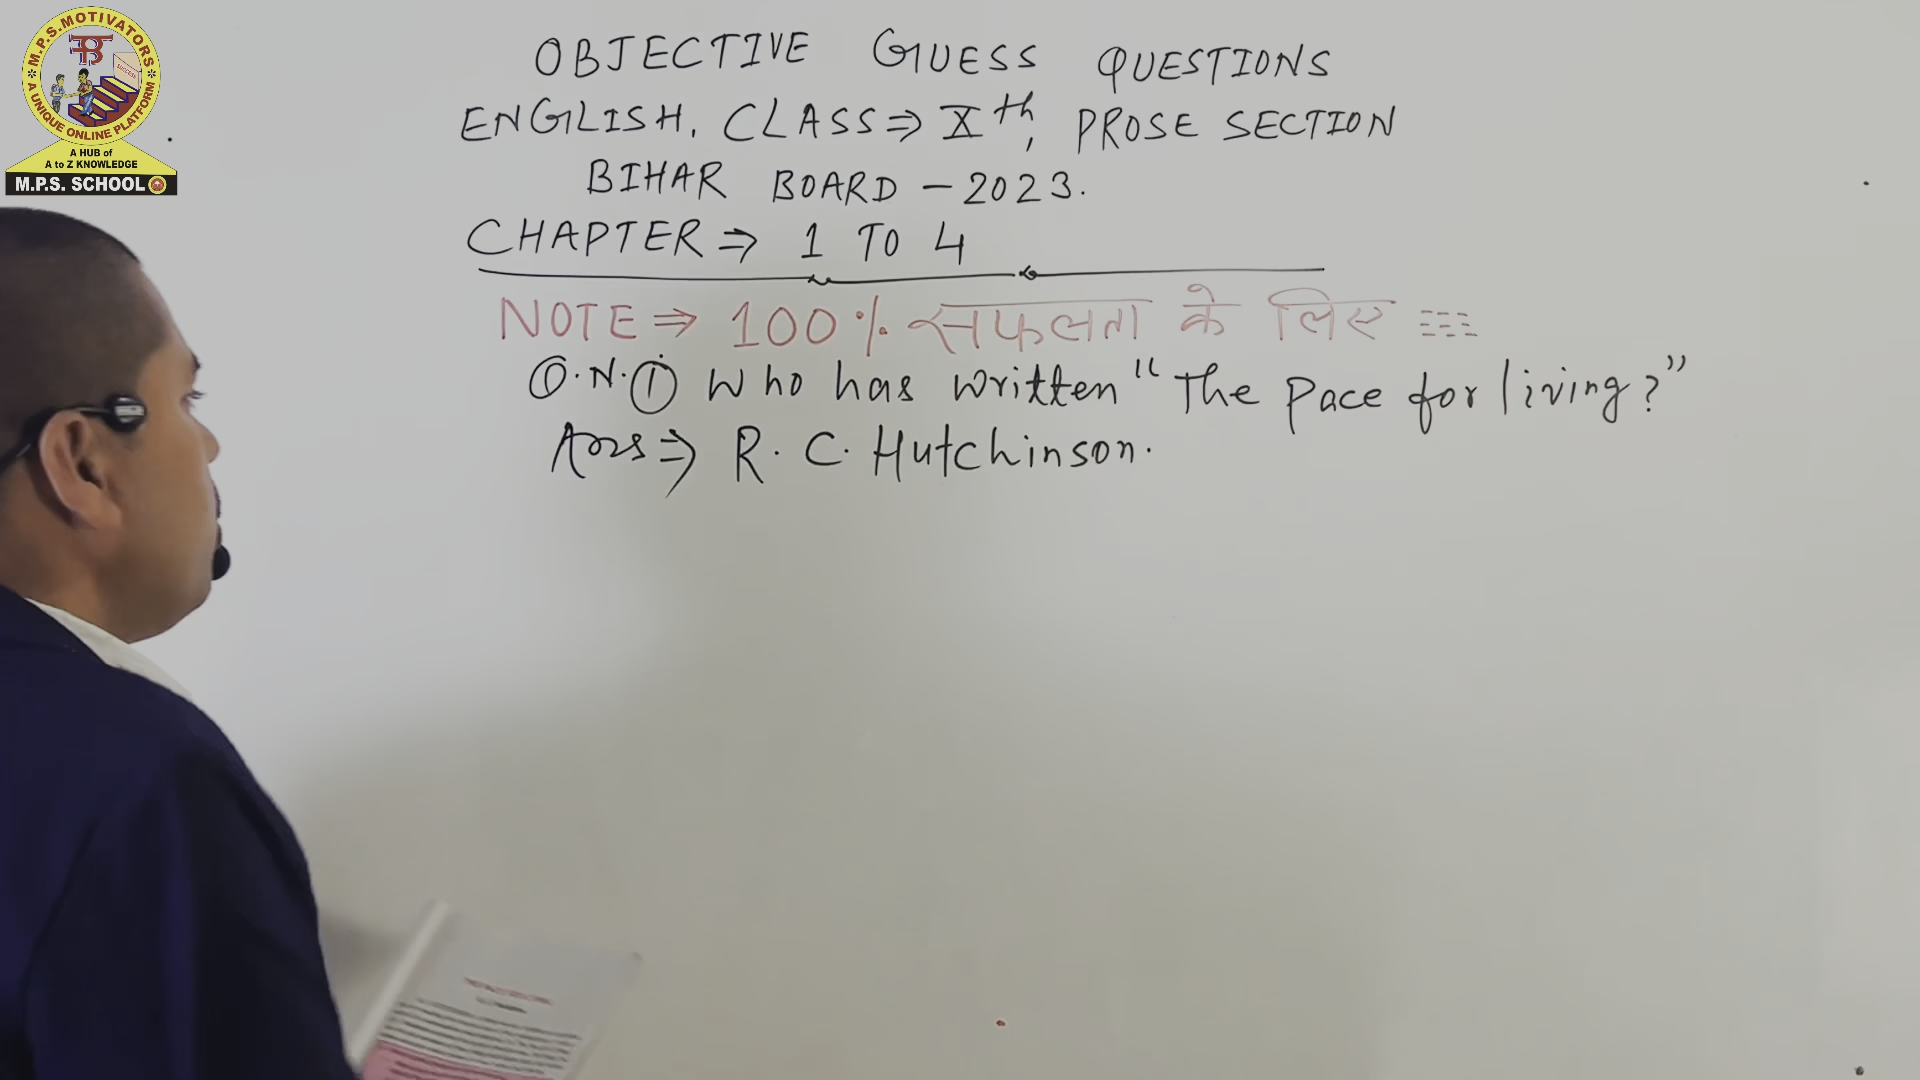 M.P.S. MOTIVATORS
SUCCESS
A UNIQUE ONLINE PLATFORM
A HUB of
A to Z KNOWLEDGE
M.P.S. SCHOOL
OBJECTIVE GUESS QUESTIONS
ENGLISH, CLASS ⇒ Xth, PROSE SECTION
BIHAR BOARD - 2023.
CHAPTER ⇒ 1 TO 4
NOTE ⇒ 100% सफलता के लिए
Q.N.① Who has written "The Pace for living?"
Ans ⇒ R. C. Hutchinson.